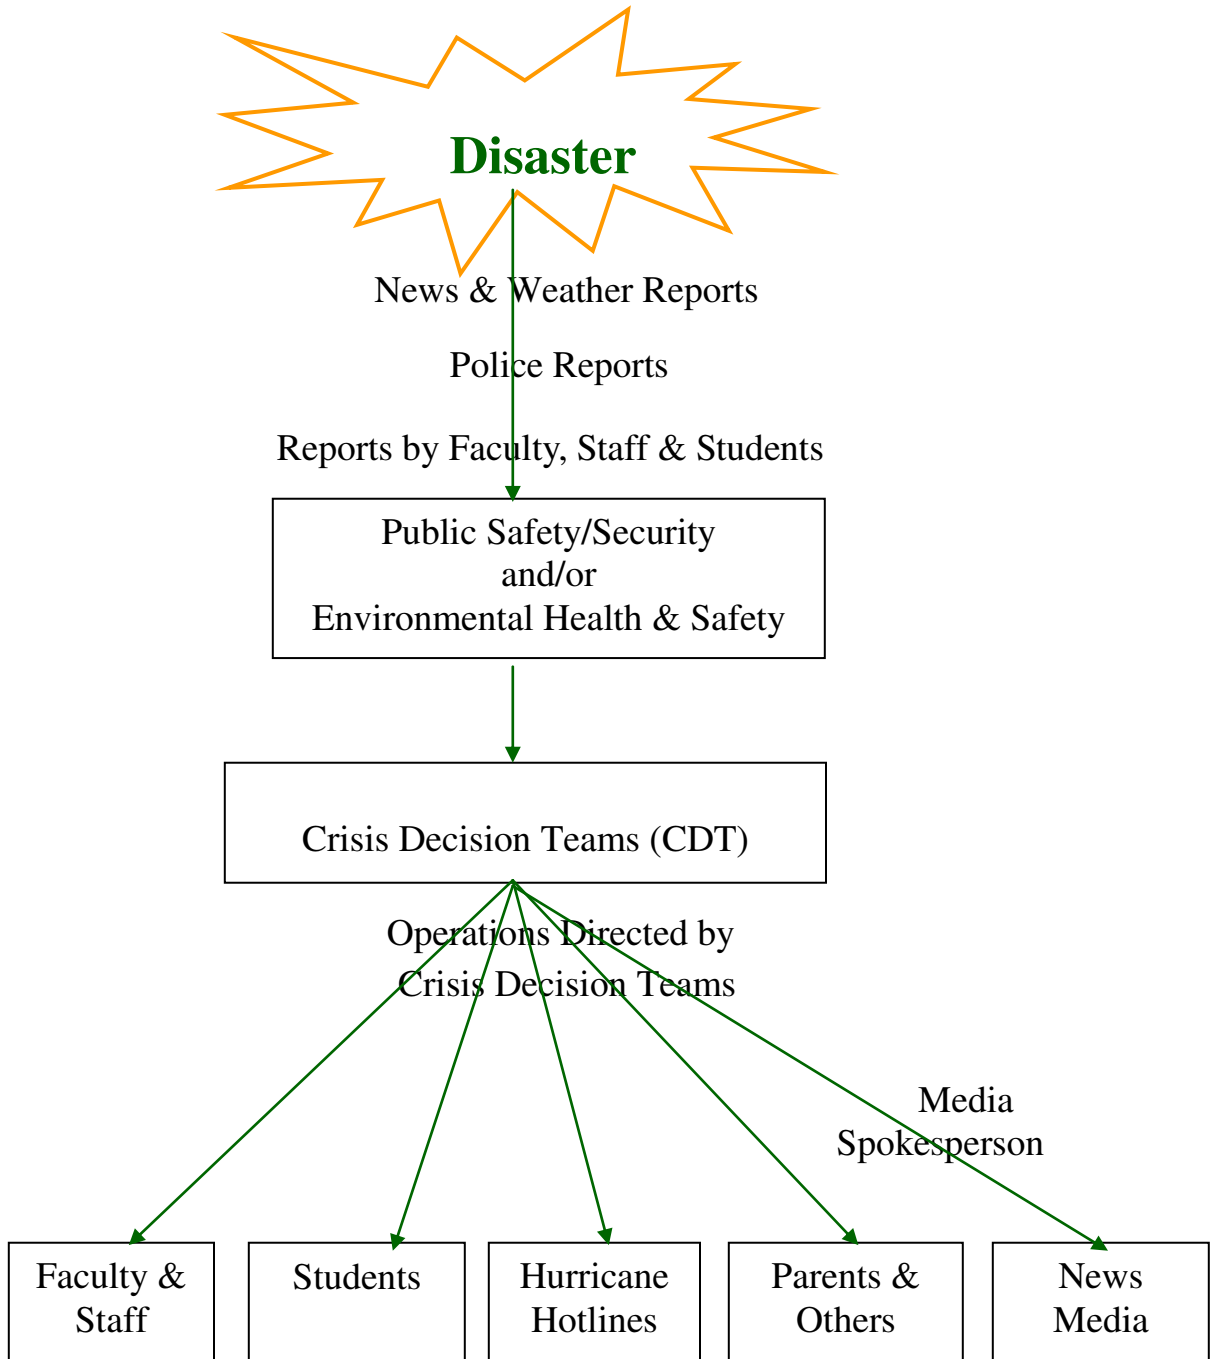 Disaster
News & Weather Reports
Police Reports
Reports by Faculty, Staff & Students
Public Safety/Security
and/or
Environmental Health & Safety
Crisis Decision Teams (CDT)
Operations Directed by
Crisis Decision Teams
Media
Spokesperson
Faculty &
Staff
Students
Hurricane
Hotlines
Parents &
Others
News
Media